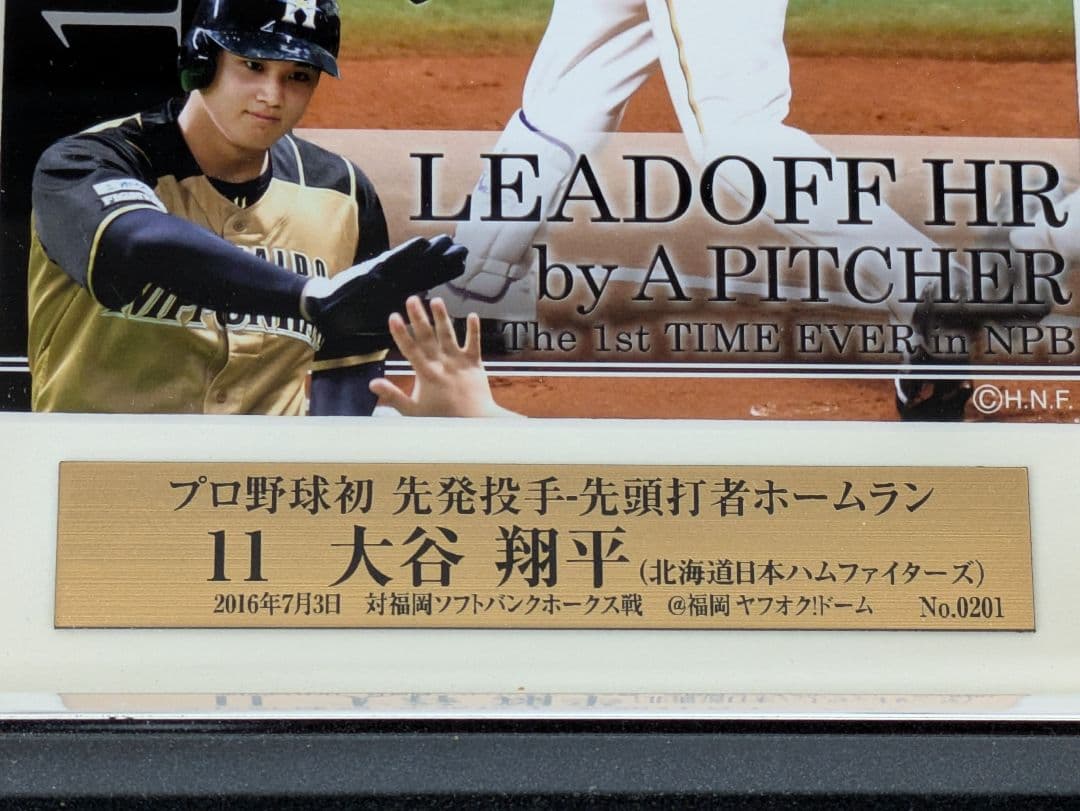 1
H
LEADOFF HR
by A PITCHER
The 1st TIME EVER in NPB
©H.N.F.
プロ野球初 先発投手-先頭打者ホームラン
11 大谷 翔平 (北海道日本ハムファイターズ)
2016年7月3日 対福岡ソフトバンクホークス戦 @福岡 ヤフオク!ドーム No.0201